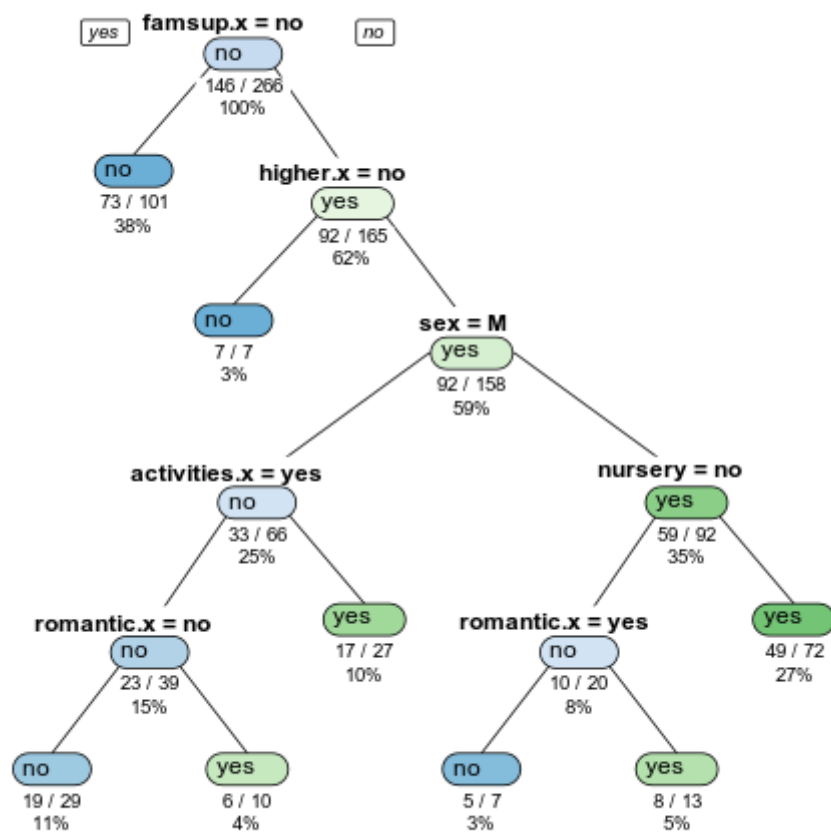 famsup.x = no
yes
no
no
146 / 266
100%
no
73 / 101
38%
higher.x = no
yes
92 / 165
62%
no
7 / 7
3%
sex = M
yes
92 / 158
59%
activities.x = yes
no
33 / 66
25%
nursery = no
yes
59 / 92
35%
romantic.x = no
no
23 / 39
15%
yes
17 / 27
10%
romantic.x = yes
no
10 / 20
8%
yes
49 / 72
27%
no
19 / 29
11%
yes
6 / 10
4%
no
5 / 7
3%
yes
8 / 13
5%